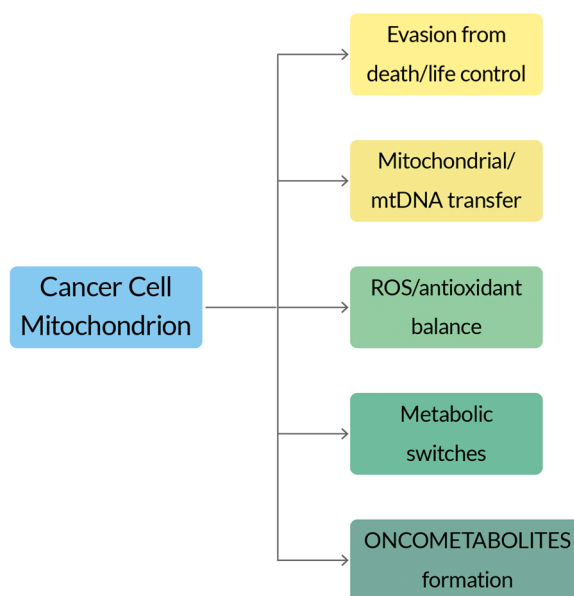 Evasion from
death/life control
Mitochondrial/
mtDNA transfer
Cancer Cell
Mitochondrion
ROS/antioxidant
balance
Metabolic
switches
ONCOMETABOLITES
formation